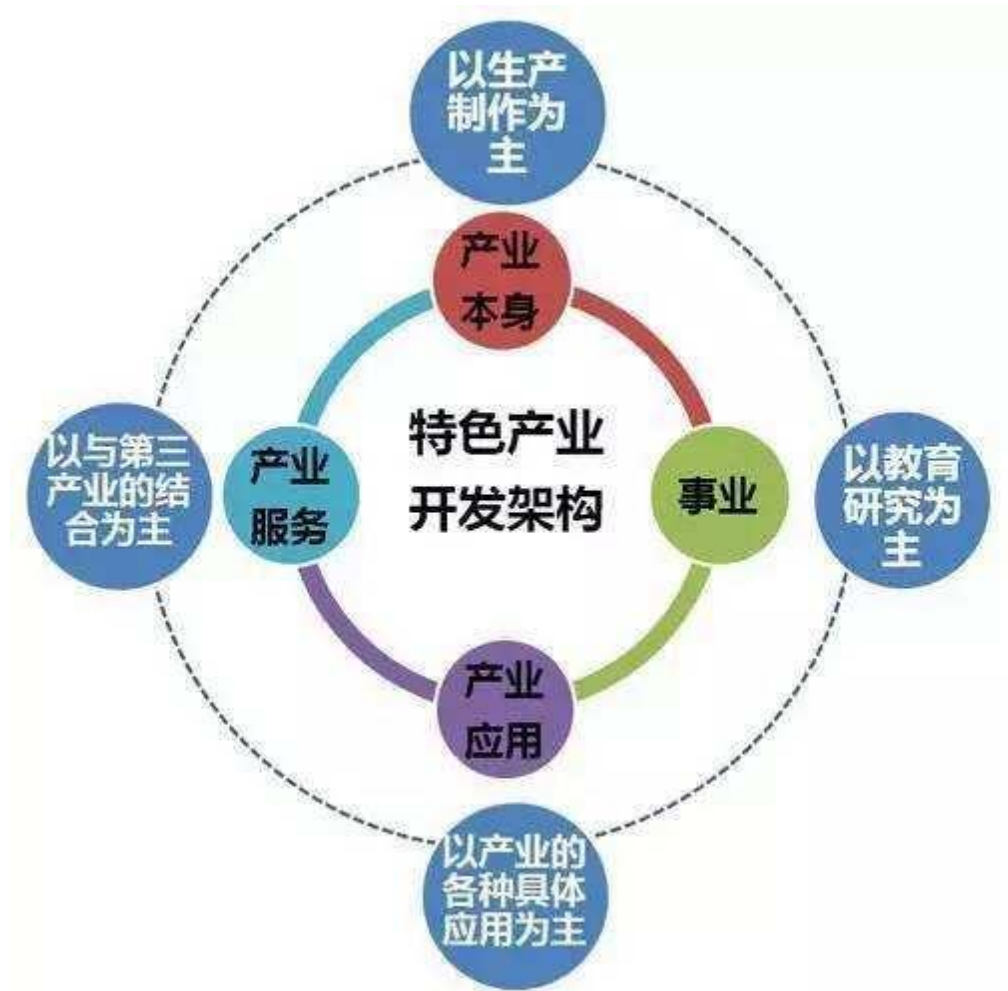 以生产
制作为
主
产业
本身
特色产业
开发架构
以与第三
产业的结
合为主
产业
服务
事业
以教育
研究为
主
产业
应用
以产业的
各种具体
应用为主